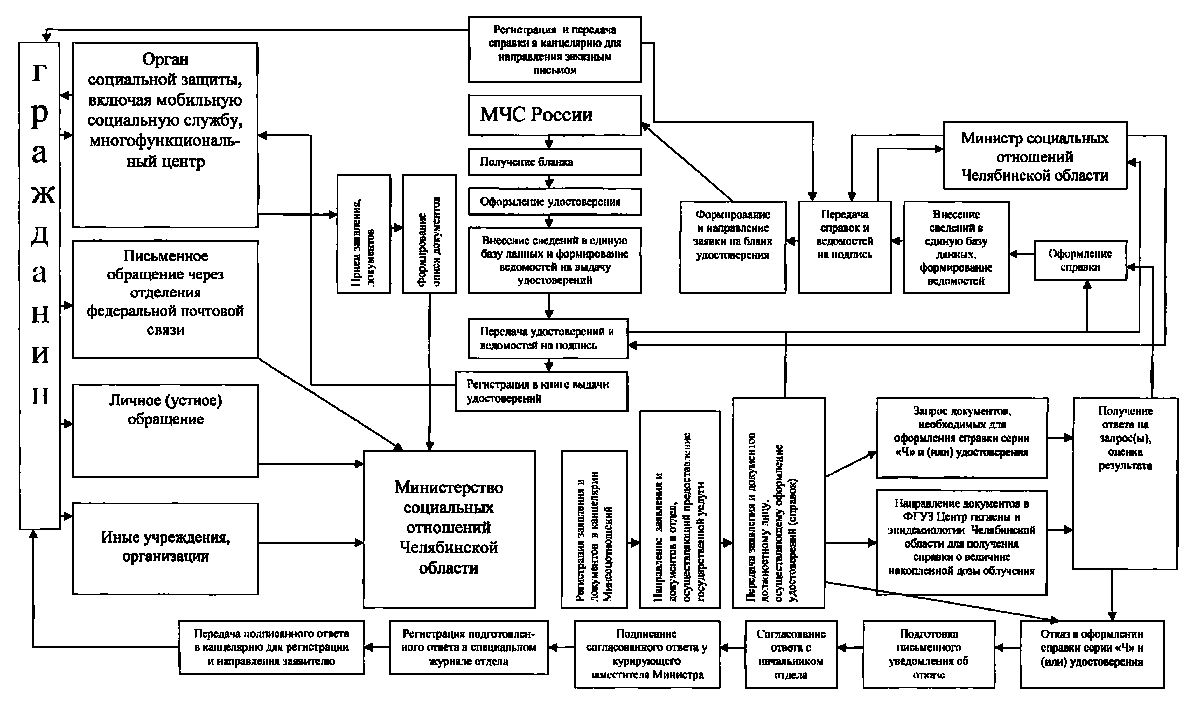 гражданин
Орган
социальной защиты,
включая мобильную
социальную службу,
многофункциональ-
ный центр
Письменное
обращение через
отделения
федеральной почтовой
связи
Личное (устное)
обращение
Иные учреждения,
организации
Прием заявления,
документов
Формирование
описи документов
Регистрация и передача
справки в канцелярию для
направления заказным
письмом
МЧС России
Получение бланка
Оформление удостоверения
Внесение сведений в единую
базу данных и формирование
ведомостей на выдачу
удостоверений
Передача удостоверений и
ведомостей на подпись
Регистрация в книге выдачи
удостоверений
Формирование
и направление
заявки на бланк
удостоверения
Передача
справок и
ведомостей
на подпись
Министр социальных
отношений
Челябинской области
Внесение
сведений в
единую базу
данных,
формирование
ведомостей
Оформление
справки
Министерство
социальных
отношений
Челябинской
области
Регистрация заявления и
документов в канцелярии
Минсоцотношений
Направление заявления и
документов в отдел,
осуществляющий предоставление
государственной услуги
Передача заявления и документов
должностному лицу,
осуществляющему оформление
удостоверений (справок)
Запрос документов,
необходимых для
оформления справки серии
«Ч» и (или) удостоверения
Направление документов в
ФГУЗ Центр гигиены и
эпидемиологии Челябинской
области для получения
справки о величине
накопленной дозы облучения
Получение
ответа на
запрос(ы),
оценка
результата
Передача подписанного ответа
в канцелярию для регистрации
и направления заявителю
Регистрация подготовлен-
ного ответа в специальном
журнале отдела
Подписание
согласованного ответа у
курирующего
заместителя Министра
Согласование
ответа с
начальником
отдела
Подготовка
письменного
уведомления об
отказе
Отказ в оформлении
справки серии «Ч» и
(или) удостоверения